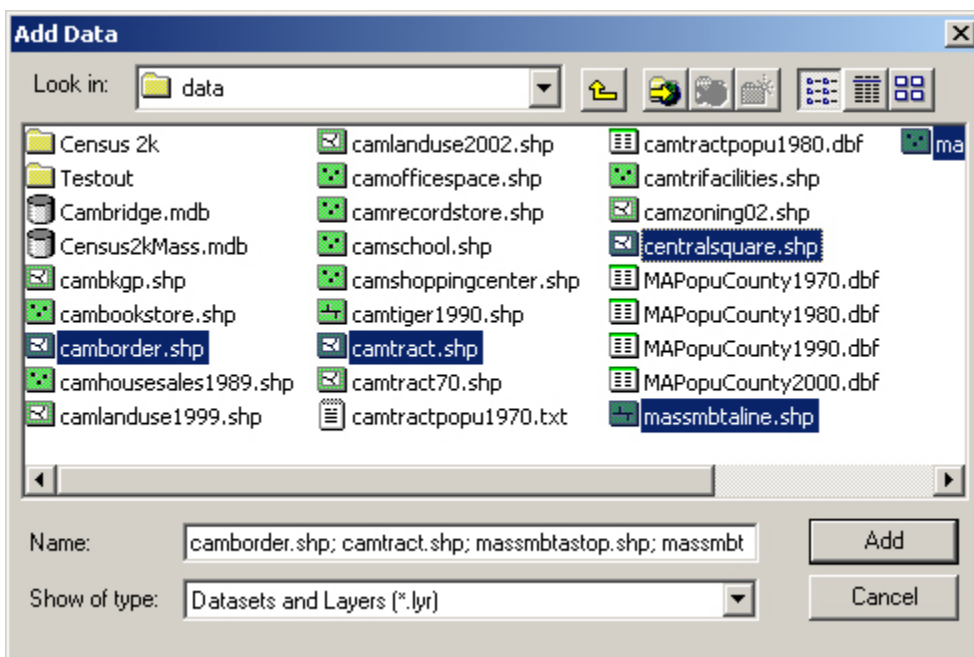 Add Data
Look in: data
Census 2k
Testout
Cambridge.mdb
Census2kMass.mdb
cambkgp.shp
cambookstore.shp
camborder.shp
camhousesales1989.shp
camlanduse1999.shp
camlanduse2002.shp
camofficespace.shp
camrecordstore.shp
camschool.shp
camshoppingcenter.shp
camtiger1990.shp
camtract.shp
camtract70.shp
camtractpopu1970.txt
camtractpopu1980.dbf
camtrifacilities.shp
camzoning02.shp
centralsquare.shp
MAPopuCounty1970.dbf
MAPopuCounty1980.dbf
MAPopuCounty1990.dbf
MAPopuCounty2000.dbf
massmbtaline.shp
ma
Name: camborder.shp; camtract.shp; massmbtastop.shp; massmbt
Add
Show of type: Datasets and Layers (*.lyr)
Cancel